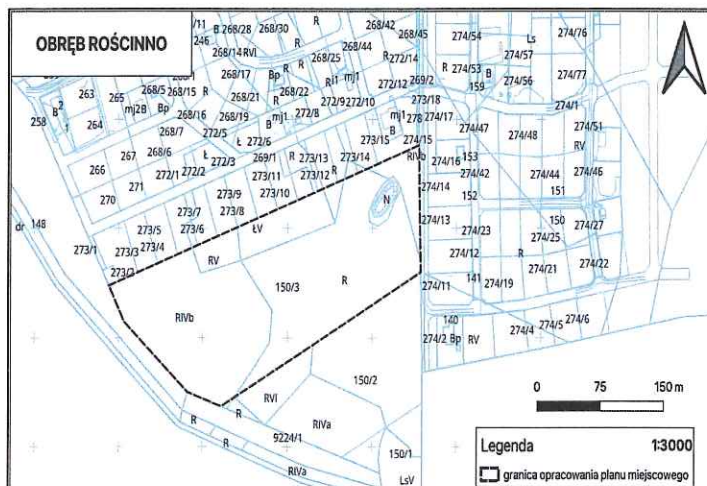 OBRĘB ROŚCINNO
/11 B 268/28 268/30 R 268/42 268/45
246 268/14 RVI 268/44
268/17 Bp R R 268/25 R 272/14
263 265 268/5 268/15 R 268/22 R mj1 272/12 269/2
258 B 2 1 264 mj2B Bp 268/16 268/21 R 272/9 272/10
268/7 268/19 B mj1 272/8 273/18
272/5 272/6 mj1 278 274/17
267 268/6 Ł Ł B 273/15 274/15
266 272/2 272/3 269/1 R 273/13 273/14 RIVb
271 272/1 273/11 273/12 R
270 273/9 273/10
273/7 273/8
273/5 273/6
273/1 273/3 273/4
273/2
dr 148
ŁV N
RV
150/3 R
RIVb
274/54 Ls 274/76
274/57
274/53 B 274/56 274/77
R 159
274/1
274/47 274/48 274/51
RV
274/16 153
274/42 274/44 274/46
274/14 152 151
274/13 274/23 150 274/27
274/25
274/12 R 274/22
141 274/21
274/11 274/19
140
274/2 Bp RV 274/4 274/5 274/6
150/2
RVI
R RIVa
R
R 9224/1
RIVa 150/1
LsV
0 75 150 m
Legenda 1:3000
granica opracowania planu miejscowego